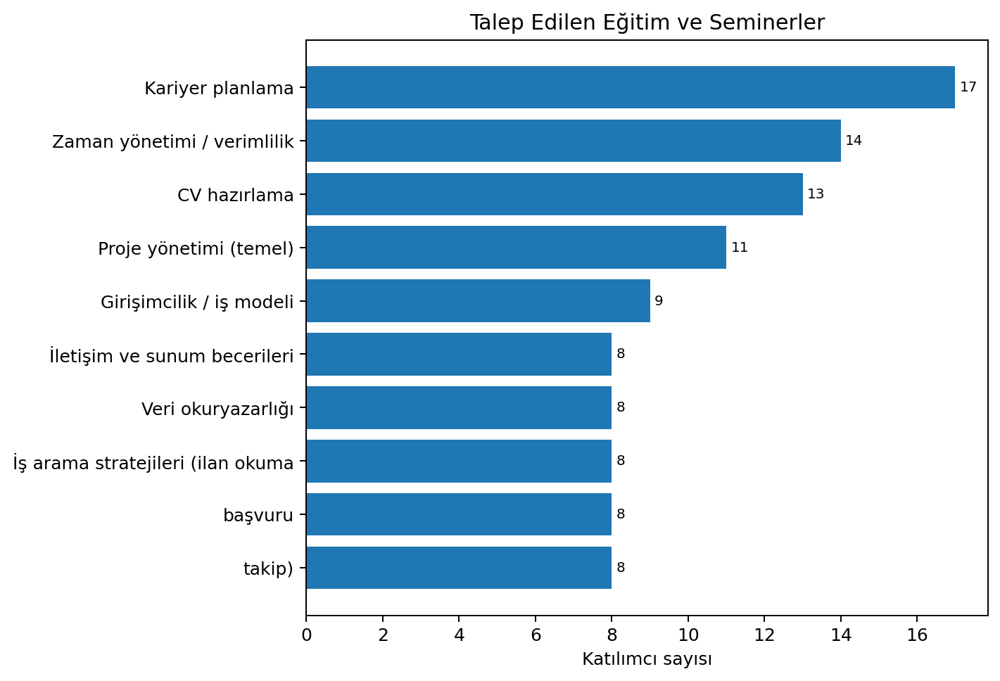 Talep Edilen Eğitim ve Seminerler
Kariyer planlama 17
Zaman yönetimi / verimlilik 14
CV hazırlama 13
Proje yönetimi (temel) 11
Girişimcilik / iş modeli 9
İletişim ve sunum becerileri 8
Veri okuryazarlığı 8
İş arama stratejileri (ilan okuma 8
başvuru 8
takip) 8
0 2 4 6 8 10 12 14 16
Katılımcı sayısı